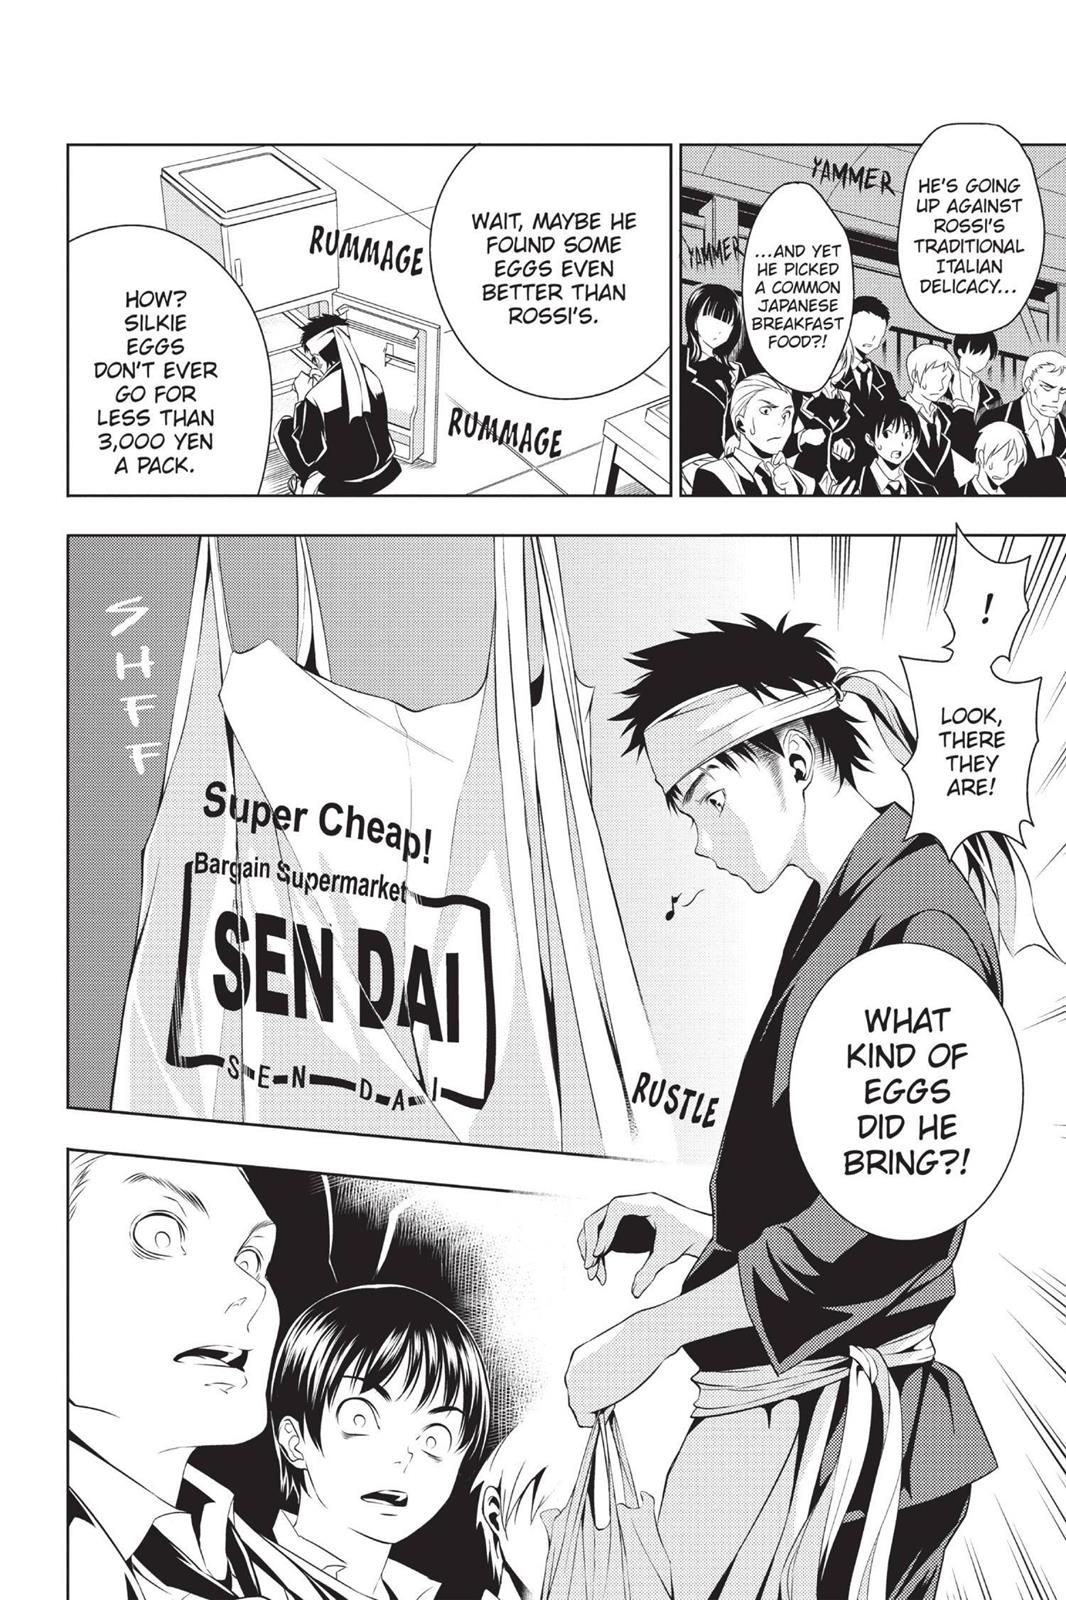 HE'S GOING
UP AGAINST
ROSSI'S
TRADITIONAL
ITALIAN
DELICACY...
YAMMER
...AND YET
HE PICKED
A COMMON
JAPANESE
BREAKFAST
FOOD?!
YAMMER
WAIT, MAYBE HE
FOUND SOME
EGGS EVEN
BETTER THAN
ROSSI'S.
RUMMAGE
HOW?
SILKIE
EGGS
DON'T EVER
GO FOR
LESS THAN
3,000 YEN
A PACK.
RUMMAGE
!
LOOK,
THERE
THEY
ARE!
SHFF
Super Cheap!
Bargain Supermarket
SEN DAI
S-E-N-D-A-I
RUSTLE
WHAT
KIND OF
EGGS
DID HE
BRING?!